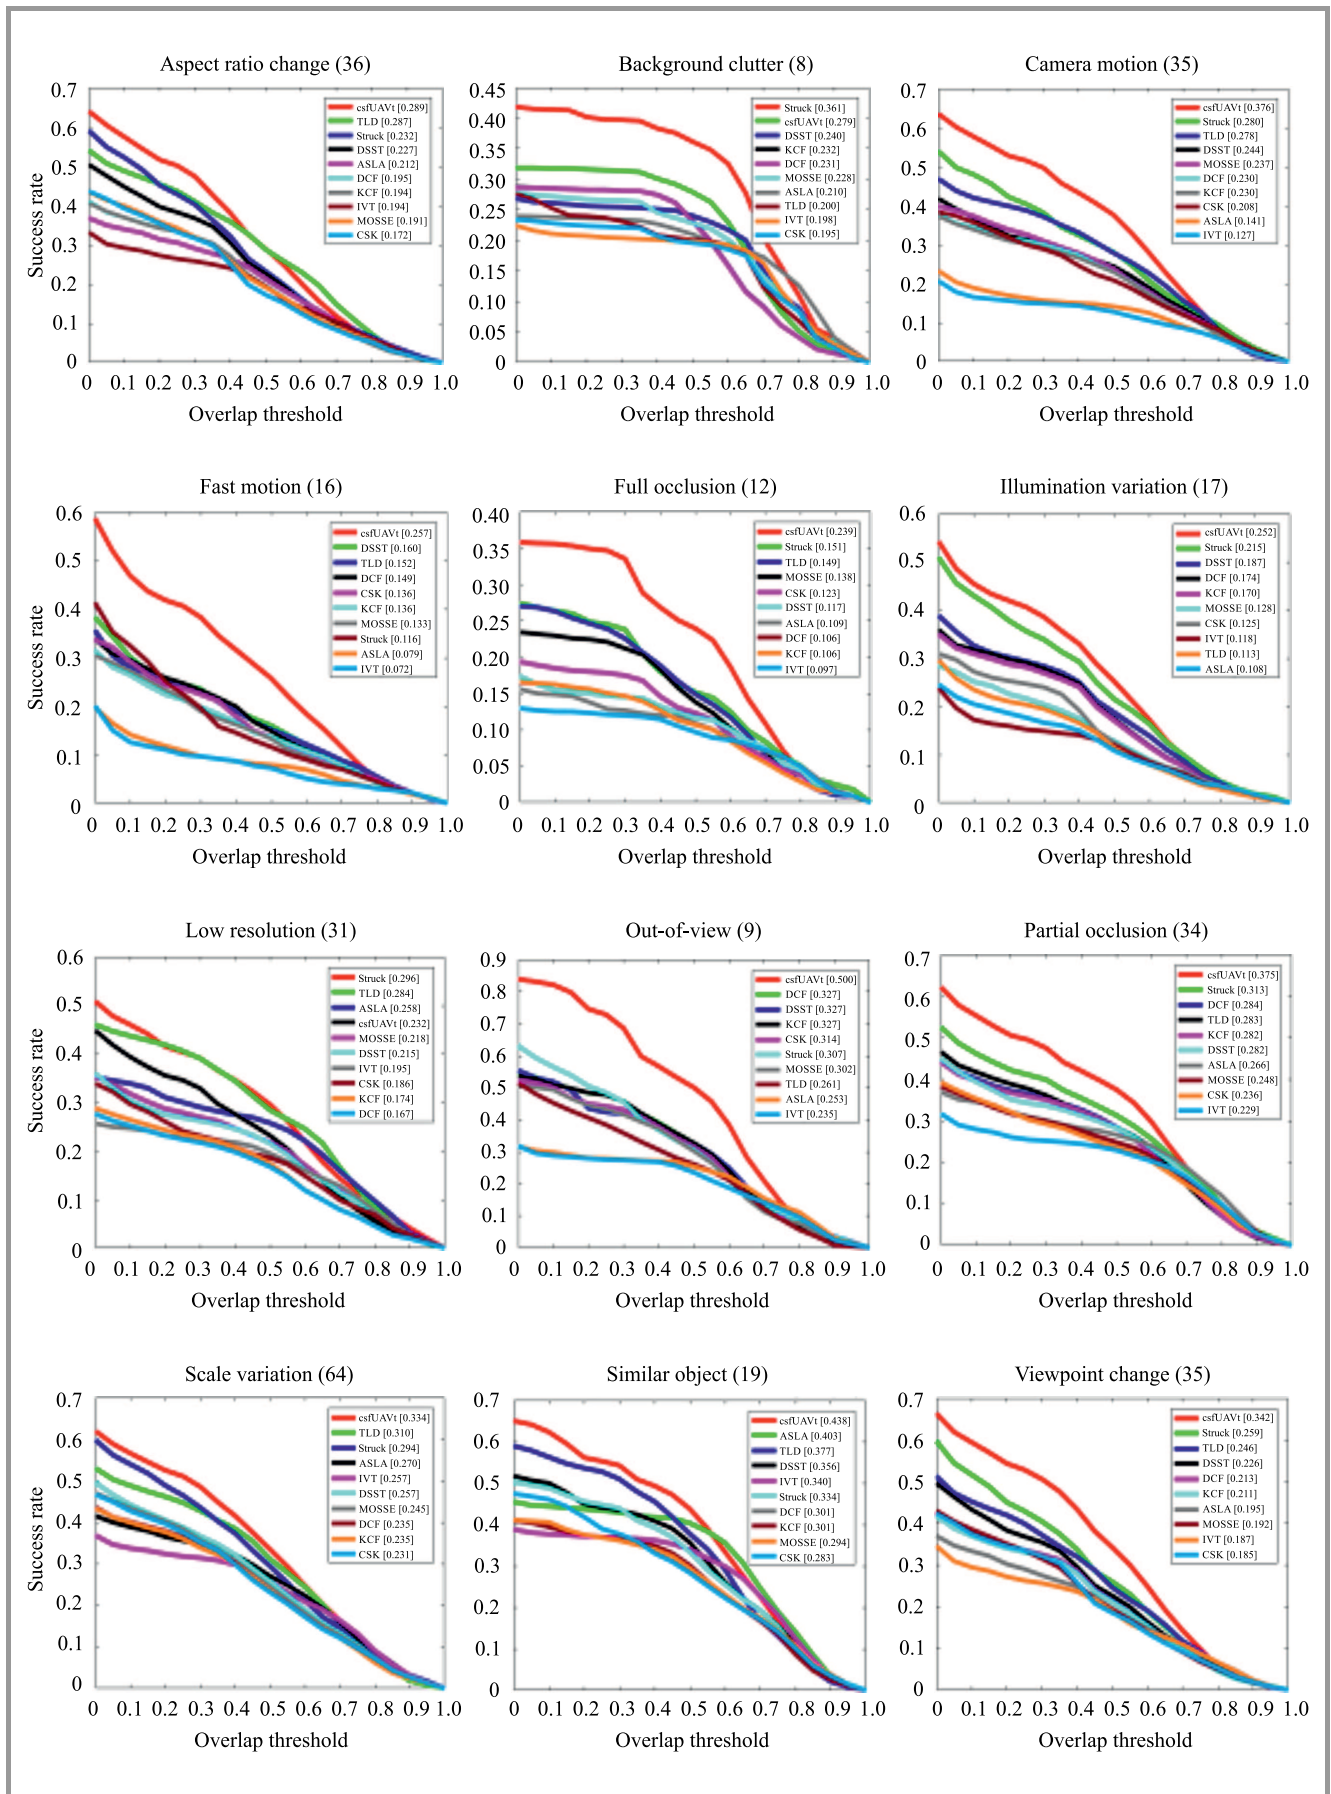 Aspect ratio change (36)
Success rate
0.7
0.6
0.5
0.4
0.3
0.2
0.1
0
csfUAVt [0.289]
TLD [0.287]
Struck [0.232]
DSST [0.227]
ASLA [0.212]
DCF [0.195]
KCF [0.194]
IVT [0.194]
MOSSE [0.191]
CSK [0.172]
0 0.1 0.2 0.3 0.4 0.5 0.6 0.7 0.8 0.9 1.0
Overlap threshold
Background clutter (8)
0.45
0.40
0.35
0.30
0.25
0.20
0.15
0.10
0.05
0
Struck [0.361]
csfUAVt [0.279]
DSST [0.240]
KCF [0.232]
DCF [0.231]
MOSSE [0.228]
ASLA [0.210]
TLD [0.200]
IVT [0.198]
CSK [0.195]
0 0.1 0.2 0.3 0.4 0.5 0.6 0.7 0.8 0.9 1.0
Overlap threshold
Camera motion (35)
0.7
0.6
0.5
0.4
0.3
0.2
0.1
0
csfUAVt [0.376]
Struck [0.280]
TLD [0.278]
DSST [0.244]
MOSSE [0.237]
DCF [0.230]
KCF [0.230]
CSK [0.208]
ASLA [0.141]
IVT [0.127]
0 0.1 0.2 0.3 0.4 0.5 0.6 0.7 0.8 0.9 1.0
Overlap threshold
Fast motion (16)
Success rate
0.6
0.5
0.4
0.3
0.2
0.1
0
csfUAVt [0.257]
DSST [0.160]
TLD [0.152]
DCF [0.149]
CSK [0.136]
KCF [0.136]
MOSSE [0.133]
Struck [0.116]
ASLA [0.079]
IVT [0.072]
0 0.1 0.2 0.3 0.4 0.5 0.6 0.7 0.8 0.9 1.0
Overlap threshold
Full occlusion (12)
0.40
0.35
0.30
0.25
0.20
0.15
0.10
0.05
0
csfUAVt [0.239]
Struck [0.151]
TLD [0.149]
MOSSE [0.138]
CSK [0.123]
DSST [0.117]
ASLA [0.109]
DCF [0.106]
KCF [0.106]
IVT [0.097]
0 0.1 0.2 0.3 0.4 0.5 0.6 0.7 0.8 0.9 1.0
Overlap threshold
Illumination variation (17)
0.6
0.5
0.4
0.3
0.2
0.1
0
csfUAVt [0.252]
Struck [0.215]
DSST [0.187]
DCF [0.174]
KCF [0.170]
MOSSE [0.128]
CSK [0.125]
IVT [0.118]
TLD [0.113]
ASLA [0.108]
0 0.1 0.2 0.3 0.4 0.5 0.6 0.7 0.8 0.9 1.0
Overlap threshold
Low resolution (31)
Success rate
0.6
0.5
0.4
0.3
0.2
0.1
0
Struck [0.296]
TLD [0.284]
ASLA [0.258]
csfUAVt [0.232]
MOSSE [0.218]
DSST [0.215]
IVT [0.195]
CSK [0.186]
KCF [0.174]
DCF [0.167]
0 0.1 0.2 0.3 0.4 0.5 0.6 0.7 0.8 0.9 1.0
Overlap threshold
Out-of-view (9)
0.9
0.8
0.7
0.6
0.5
0.4
0.3
0.2
0.1
0
csfUAVt [0.500]
DCF [0.327]
DSST [0.327]
KCF [0.327]
CSK [0.314]
Struck [0.307]
MOSSE [0.302]
TLD [0.261]
ASLA [0.253]
IVT [0.235]
0 0.1 0.2 0.3 0.4 0.5 0.6 0.7 0.8 0.9 1.0
Overlap threshold
Partial occlusion (34)
0.7
0.6
0.5
0.4
0.3
0.2
0.1
0
csfUAVt [0.375]
Struck [0.313]
DCF [0.284]
TLD [0.283]
KCF [0.282]
DSST [0.282]
ASLA [0.266]
MOSSE [0.248]
CSK [0.236]
IVT [0.229]
0 0.1 0.2 0.3 0.4 0.5 0.6 0.7 0.8 0.9 1.0
Overlap threshold
Scale variation (64)
Success rate
0.7
0.6
0.5
0.4
0.3
0.2
0.1
0
csfUAVt [0.334]
TLD [0.310]
Struck [0.294]
ASLA [0.270]
IVT [0.257]
DSST [0.257]
MOSSE [0.245]
DCF [0.235]
KCF [0.235]
CSK [0.231]
0 0.1 0.2 0.3 0.4 0.5 0.6 0.7 0.8 0.9 1.0
Overlap threshold
Similar object (19)
0.7
0.6
0.5
0.4
0.3
0.2
0.1
0
csfUAVt [0.438]
ASLA [0.403]
TLD [0.377]
DSST [0.356]
IVT [0.340]
Struck [0.334]
DCF [0.301]
KCF [0.301]
MOSSE [0.294]
CSK [0.283]
0 0.1 0.2 0.3 0.4 0.5 0.6 0.7 0.8 0.9 1.0
Overlap threshold
Viewpoint change (35)
0.7
0.6
0.5
0.4
0.3
0.2
0.1
0
csfUAVt [0.342]
Struck [0.259]
TLD [0.246]
DSST [0.226]
DCF [0.213]
KCF [0.211]
ASLA [0.195]
MOSSE [0.192]
IVT [0.187]
CSK [0.185]
0 0.1 0.2 0.3 0.4 0.5 0.6 0.7 0.8 0.9 1.0
Overlap threshold